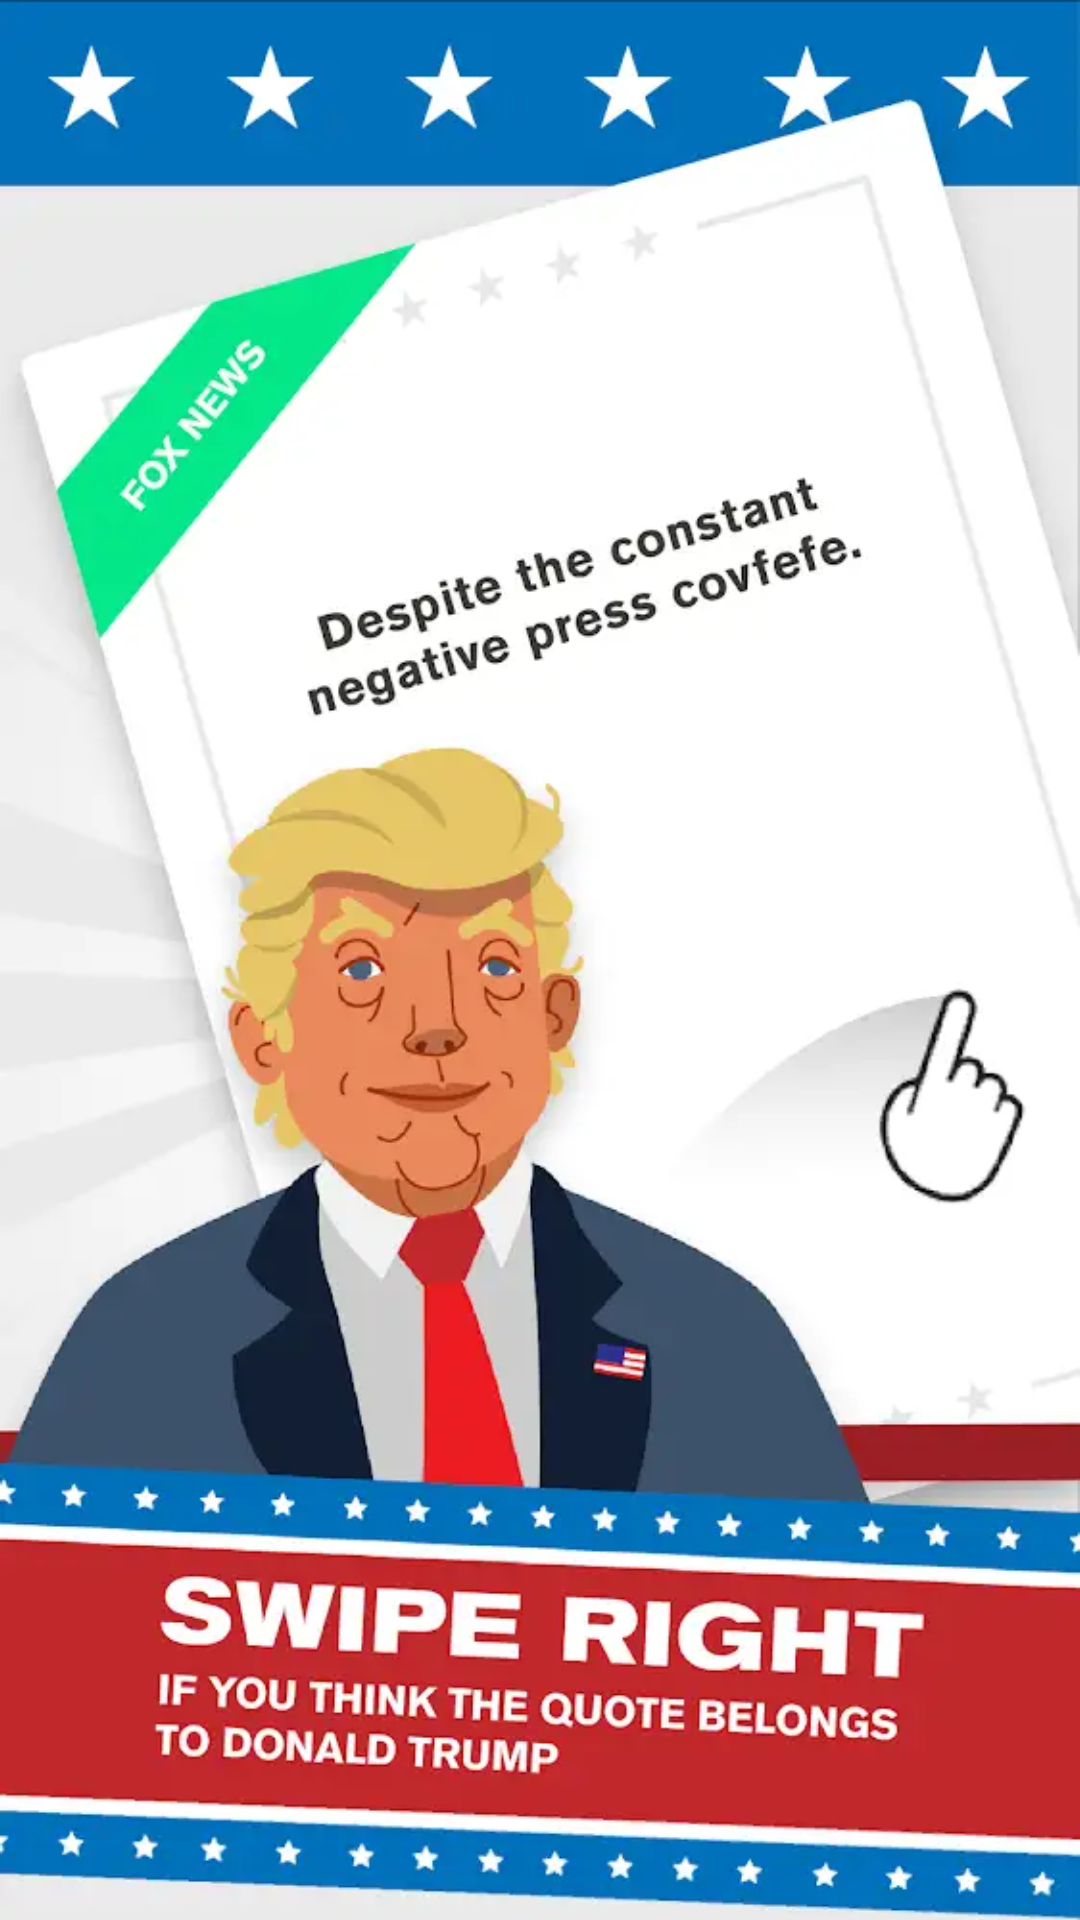 FOX NEWS
Despite the constant
negative press covfefe.
SWIPE RIGHT
IF YOU THINK THE QUOTE BELONGS
TO DONALD TRUMP